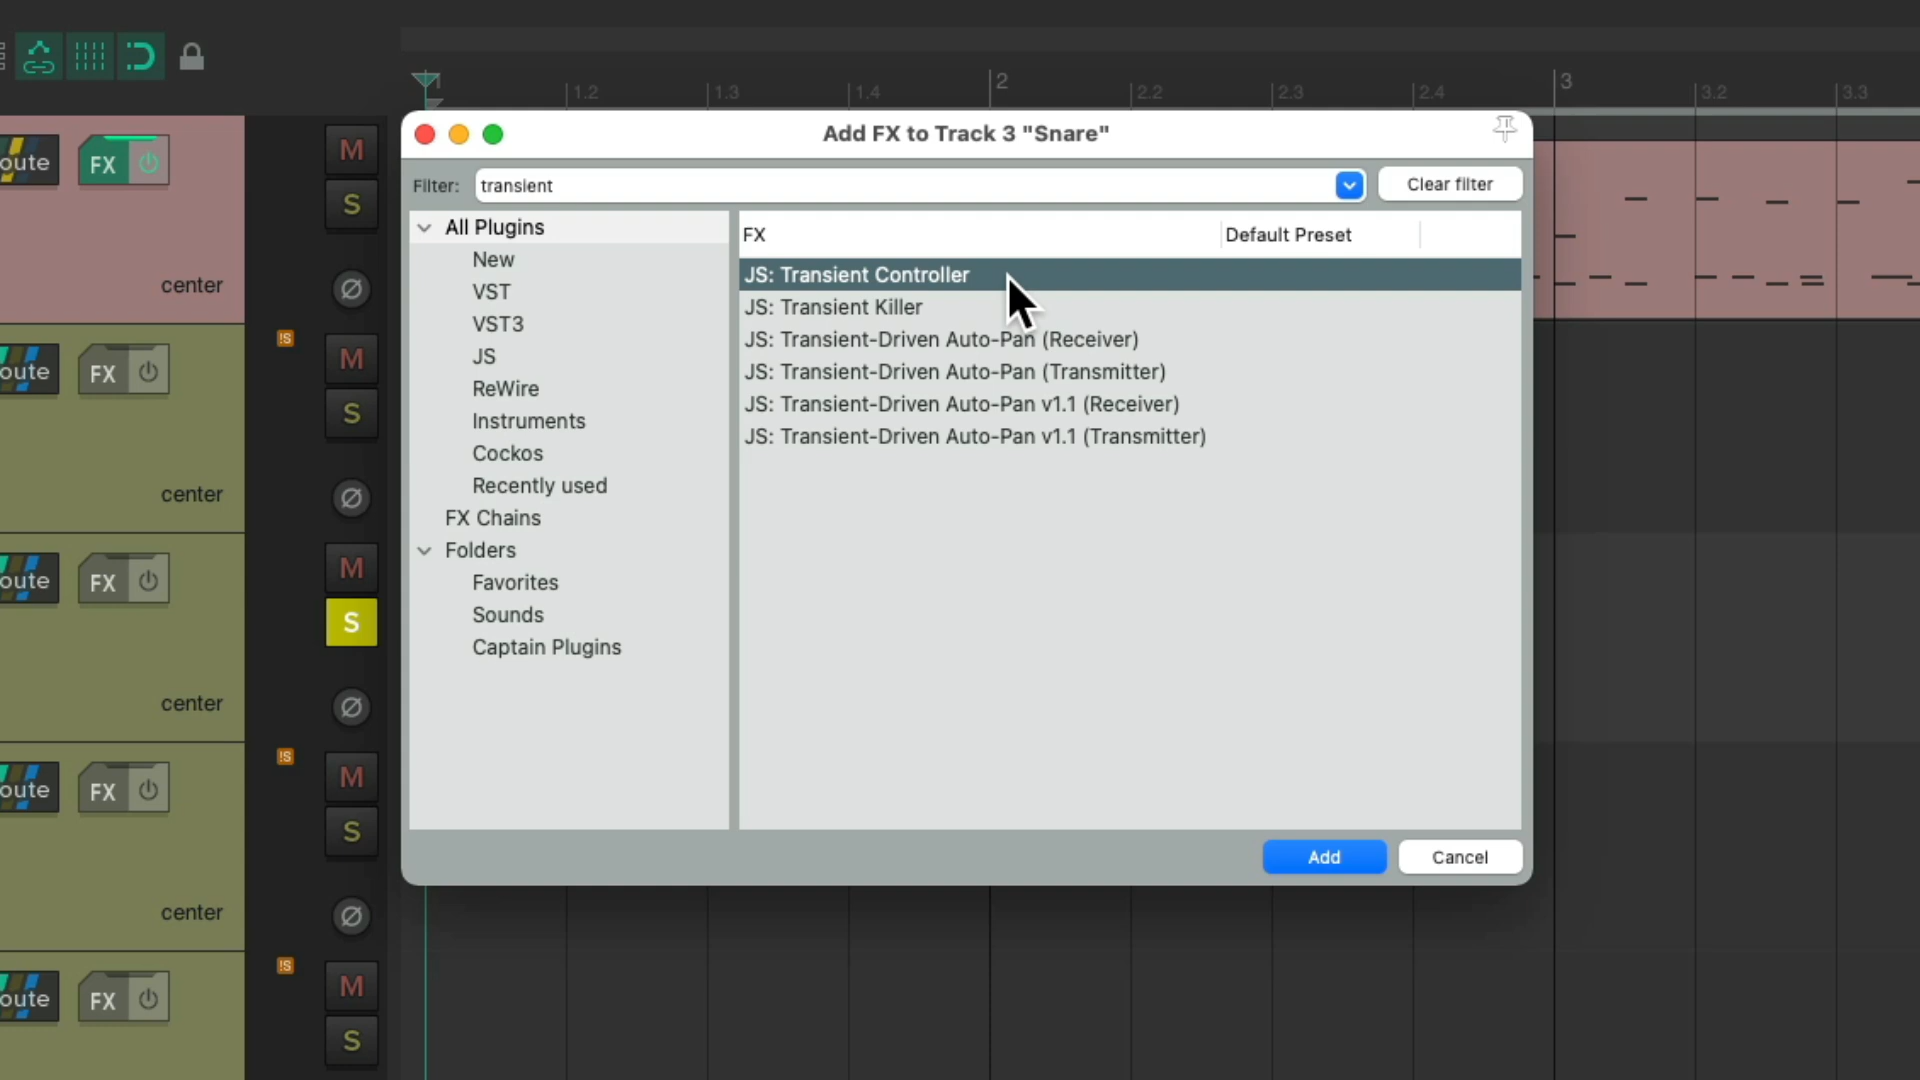 1
1.2
1.3
1.4
2
2.2
2.3
2.4
3
3.2
3.3
Add FX to Track 3 "Snare"
Filter: transient
Clear filter
All Plugins
New
VST
VST3
JS
ReWire
Instruments
Cockos
Recently used
FX Chains
Folders
Favorites
Sounds
Captain Plugins
FX
Default Preset
JS: Transient Controller
JS: Transient Killer
JS: Transient-Driven Auto-Pan (Receiver)
JS: Transient-Driven Auto-Pan (Transmitter)
JS: Transient-Driven Auto-Pan v1.1 (Receiver)
JS: Transient-Driven Auto-Pan v1.1 (Transmitter)
Add
Cancel
oute FX M
S
center
!S
oute FX M
S
center
oute FX M
S
center
!S
oute FX M
S
center
!S
oute FX M
S